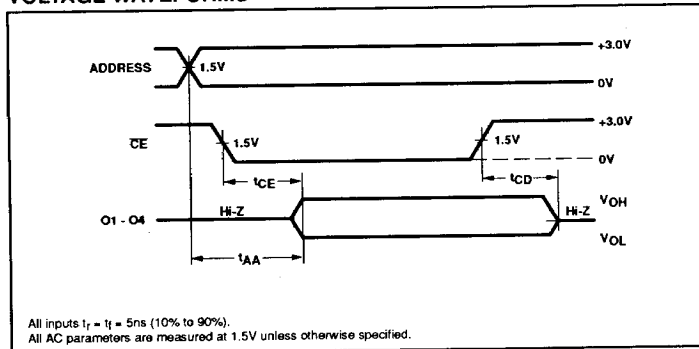 +3.0V
ADDRESS
1.5V
0V
+3.0V
CE
1.5V
1.5V
0V
tCE
tCD
VOH
Hi-Z
Hi-Z
O1 - O4
VOL
tAA
All inputs tr = tf = 5ns (10% to 90%).
All AC parameters are measured at 1.5V unless otherwise specified.